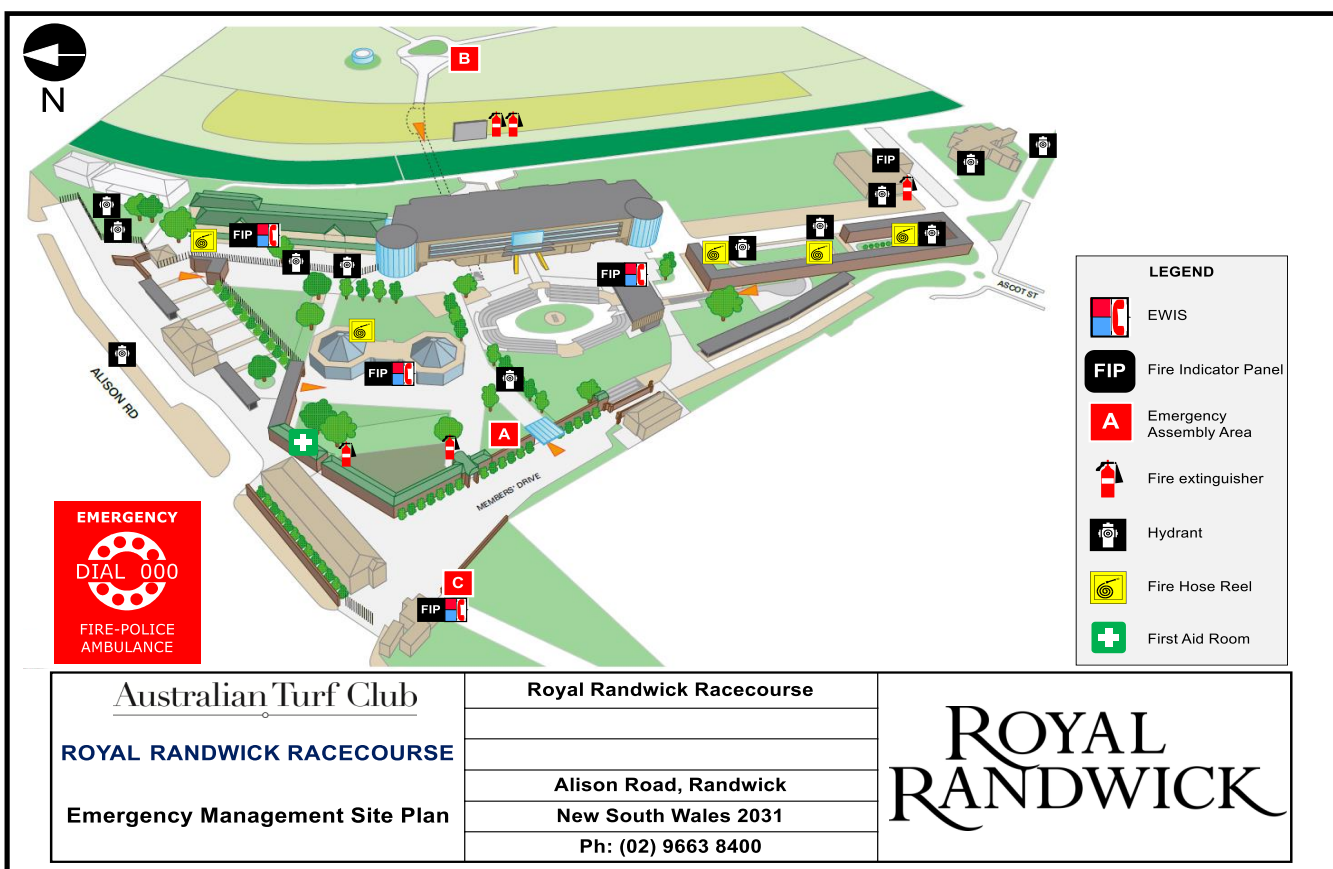 N
B
FIP
FIP
FIP
ASCOT ST
FIP
ALISON RD
A
MEMBERS' DRIVE
C
FIP
LEGEND
EWIS
FIP Fire Indicator Panel
A Emergency
Assembly Area
Fire extinguisher
Hydrant
Fire Hose Reel
First Aid Room
EMERGENCY
DIAL 000
FIRE-POLICE
AMBULANCE
Australian Turf Club
ROYAL RANDWICK RACECOURSE
Emergency Management Site Plan
Royal Randwick Racecourse
Alison Road, Randwick
New South Wales 2031
Ph: (02) 9663 8400
ROYAL
RANDWICK